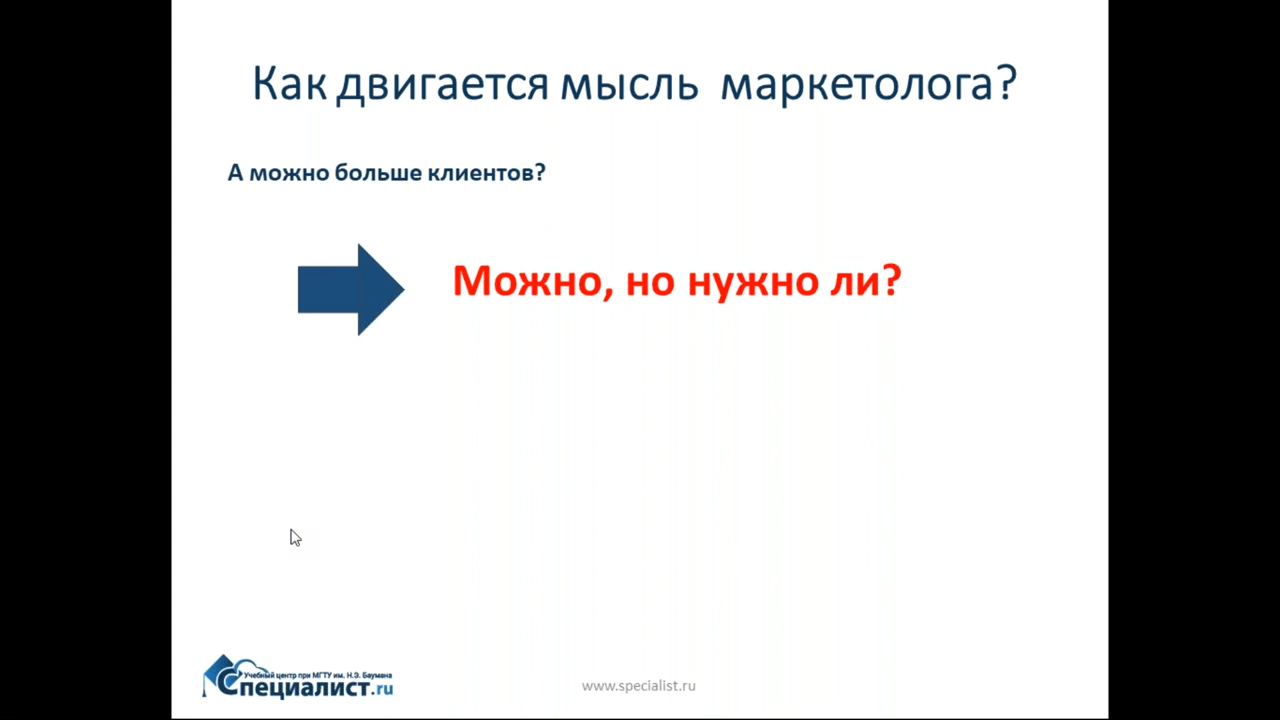 Как двигается мысль маркетолога?
А можно больше клиентов?
Можно, но нужно ли?
Учебный центр при МГТУ им. Н.Э. Баумана
Специалист.ru
www.specialist.ru